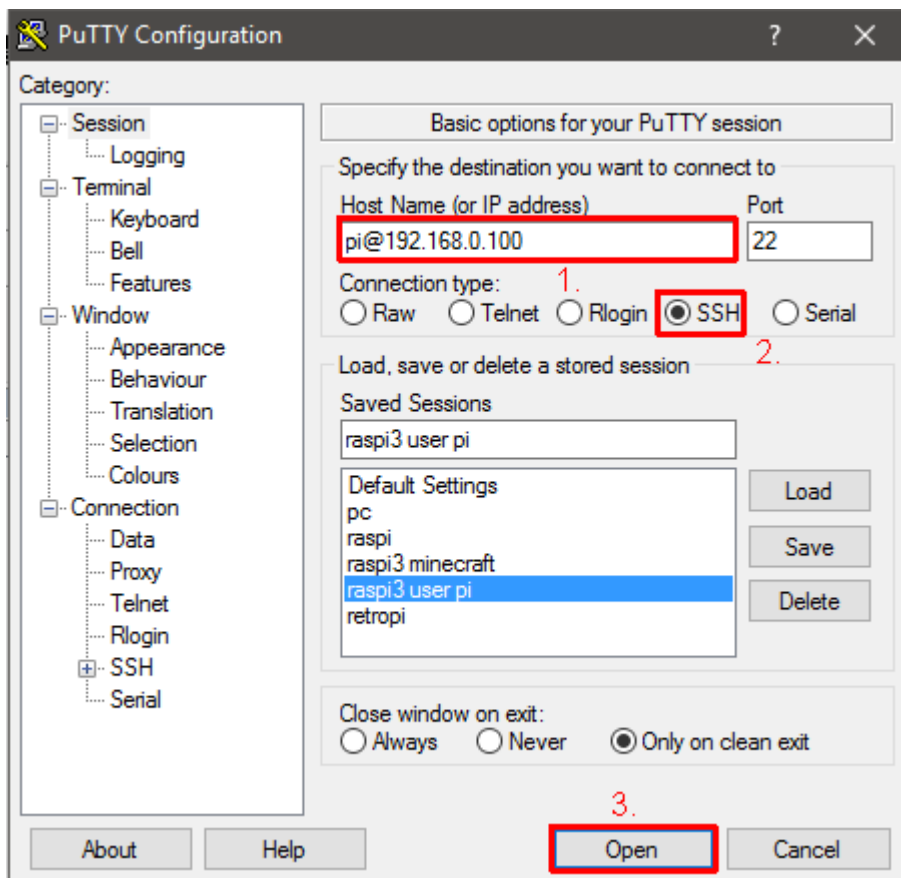 PuTTY Configuration
?
Category:
Session
Logging
Terminal
Keyboard
Bell
Features
Window
Appearance
Behaviour
Translation
Selection
Colours
Connection
Data
Proxy
Telnet
Rlogin
SSH
Serial
Basic options for your PuTTY session
Specify the destination you want to connect to
Host Name (or IP address) Port
pi@192.168.0.100 22
1.
Connection type:
Raw Telnet Rlogin SSH Serial
2.
Load, save or delete a stored session
Saved Sessions
raspi3 user pi
Default Settings
pc
raspi
raspi3 minecraft
raspi3 user pi
retropi
Load
Save
Delete
Close window on exit:
Always Never Only on clean exit
3.
About Help Open Cancel